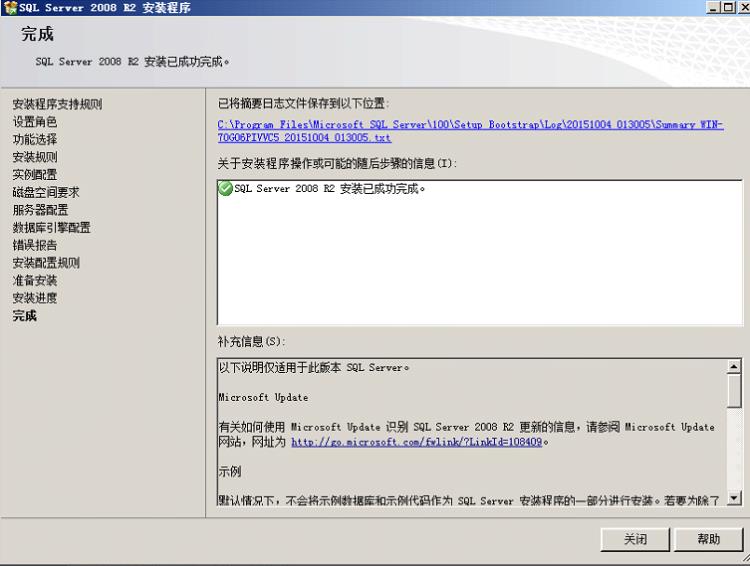 SQL Server 2008 R2 安装程序
完成
SQL Server 2008 R2 安装已成功完成。
安装程序支持规则
设置角色
功能选择
安装规则
实例配置
磁盘空间要求
服务器配置
数据库引擎配置
错误报告
安装配置规则
准备安装
安装进度
完成
已将摘要日志文件保存到以下位置:
C:\Program Files\Microsoft SQL Server\100\Setup Bootstrap\Log\20151004_013005\Summary_WIN-
70G06PIVVC5_20151004_013005.txt
关于安装程序操作或可能的随后步骤的信息(I):
SQL Server 2008 R2 安装已成功完成。
补充信息(S):
以下说明仅适用于此版本 SQL Server。
Microsoft Update
有关如何使用 Microsoft Update 识别 SQL Server 2008 R2 更新的信息，请参阅 Microsoft Update
网站，网址为 http://go.microsoft.com/fwlink/?LinkId=108409。
示例
默认情况下，不会将示例数据库和示例代码作为 SQL Server 安装程序的一部分进行安装。若要为除了
关闭
帮助